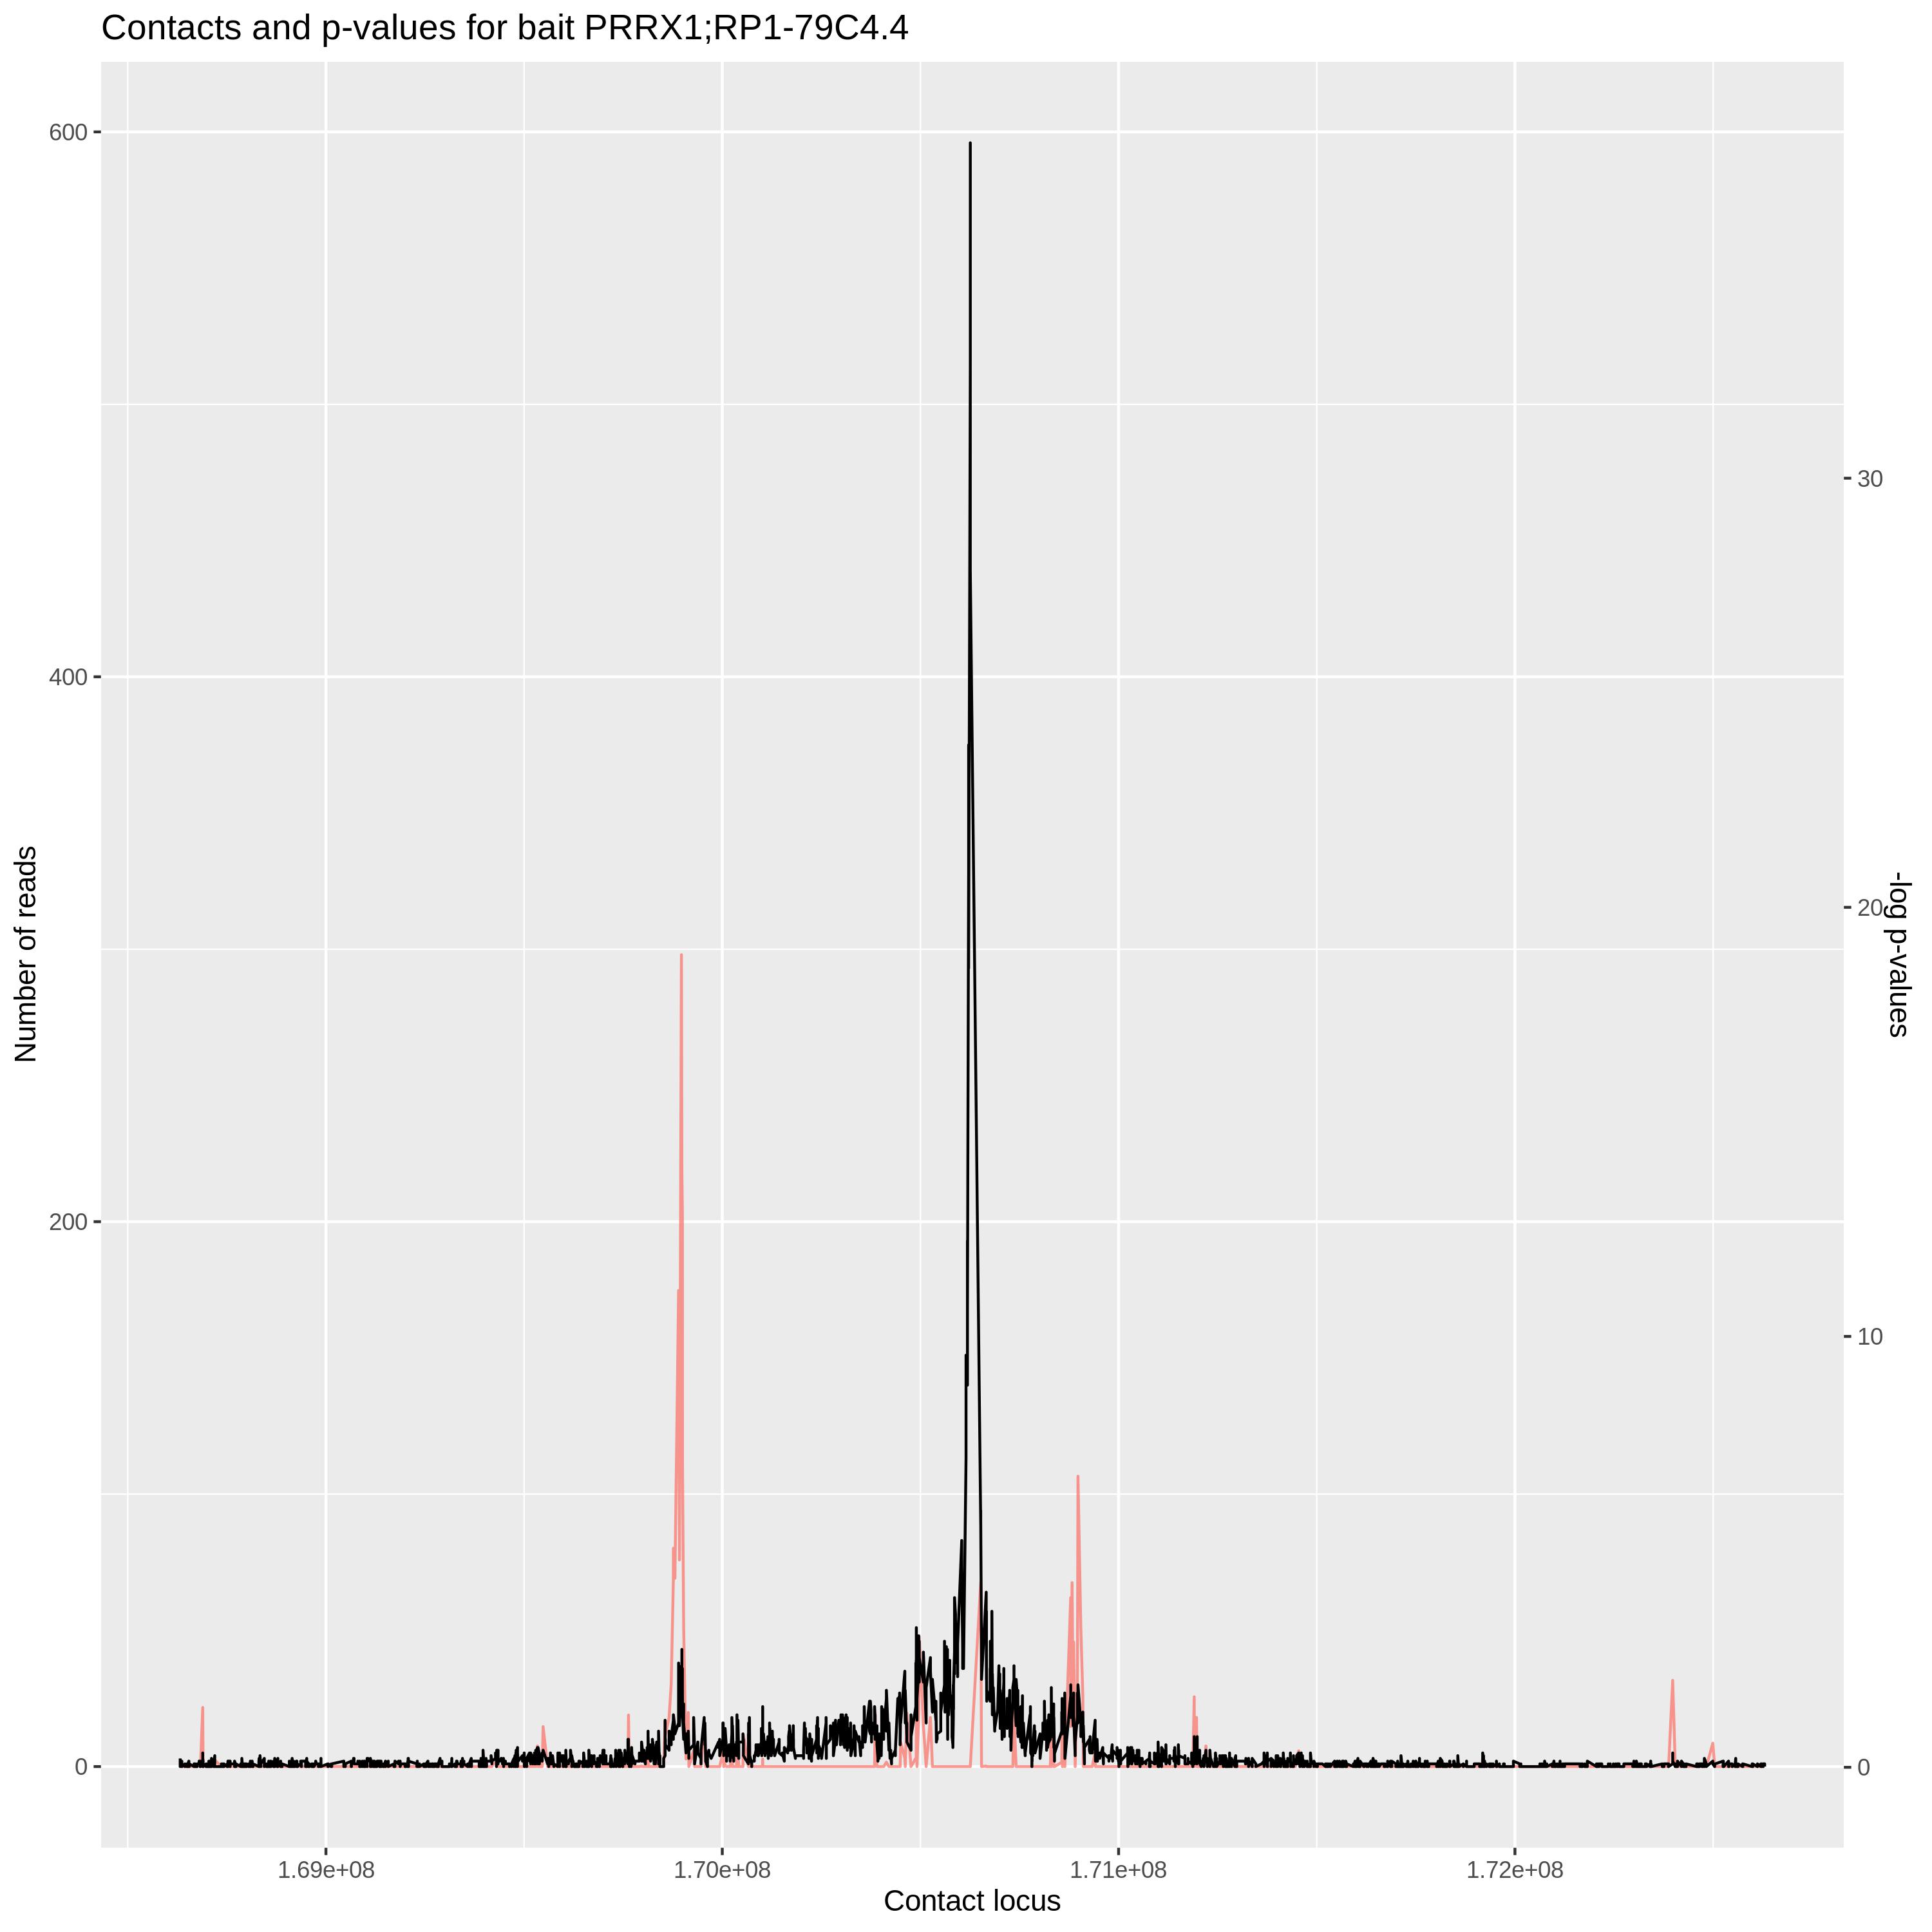 Contacts and p-values for bait PRRX1;RP1-79C4.4
600
400
200
0
Number of reads
30
20
10
0
-log p-values
1.69e+08
1.70e+08
1.71e+08
1.72e+08
Contact locus